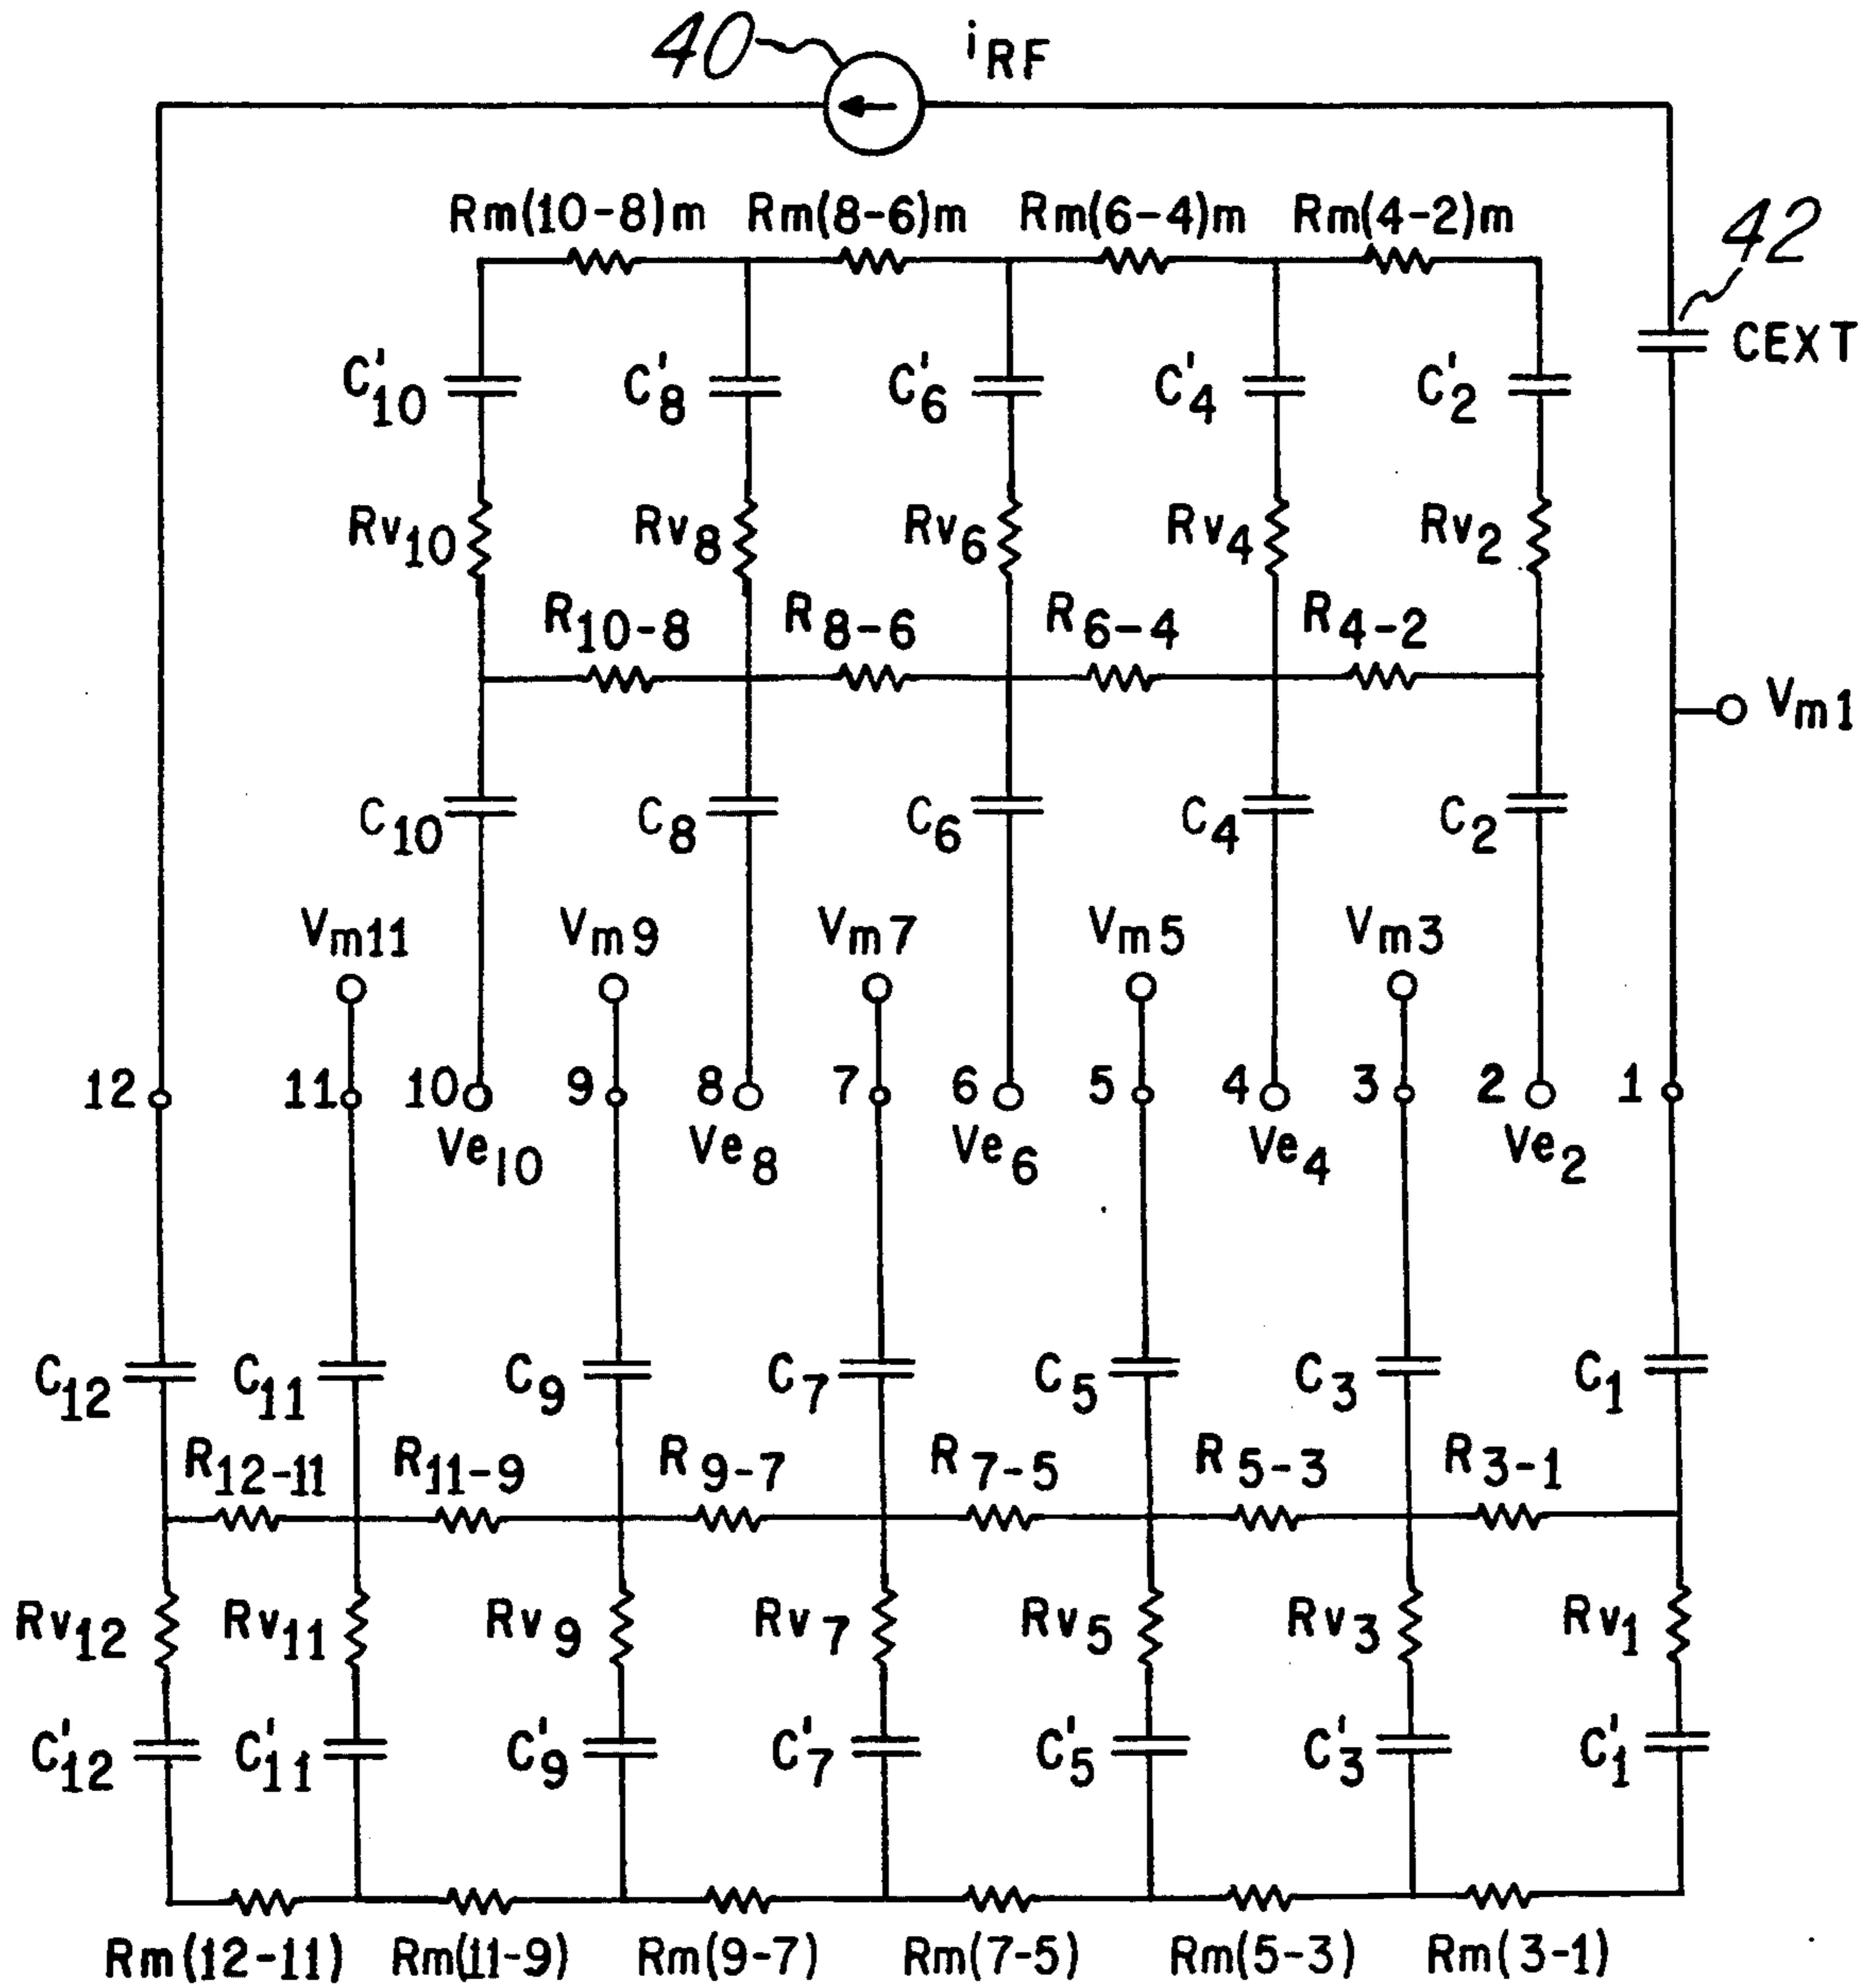 40 iRF
Rm(10-8)m Rm(8-6)m Rm(6-4)m Rm(4-2)m 42
C'10 C'8 C'6 C'4 C'2 CEXT
Rv10 Rv8 Rv6 Rv4 Rv2
R10-8 R8-6 R6-4 R4-2
Vm1
C10 C8 C6 C4 C2
Vm11 Vm9 Vm7 Vm5 Vm3
12 11 10 9 8 7 6 5 4 3 2 1
Ve10 Ve8 Ve6 Ve4 Ve2
C12 C11 C9 C7 C5 C3 C1
R12-11 R11-9 R9-7 R7-5 R5-3 R3-1
Rv12 Rv11 Rv9 Rv7 Rv5 Rv3 Rv1
C'12 C'11 C'9 C'7 C'5 C'3 C'1
Rm(12-11) Rm(11-9) Rm(9-7) Rm(7-5) Rm(5-3) Rm(3-1)